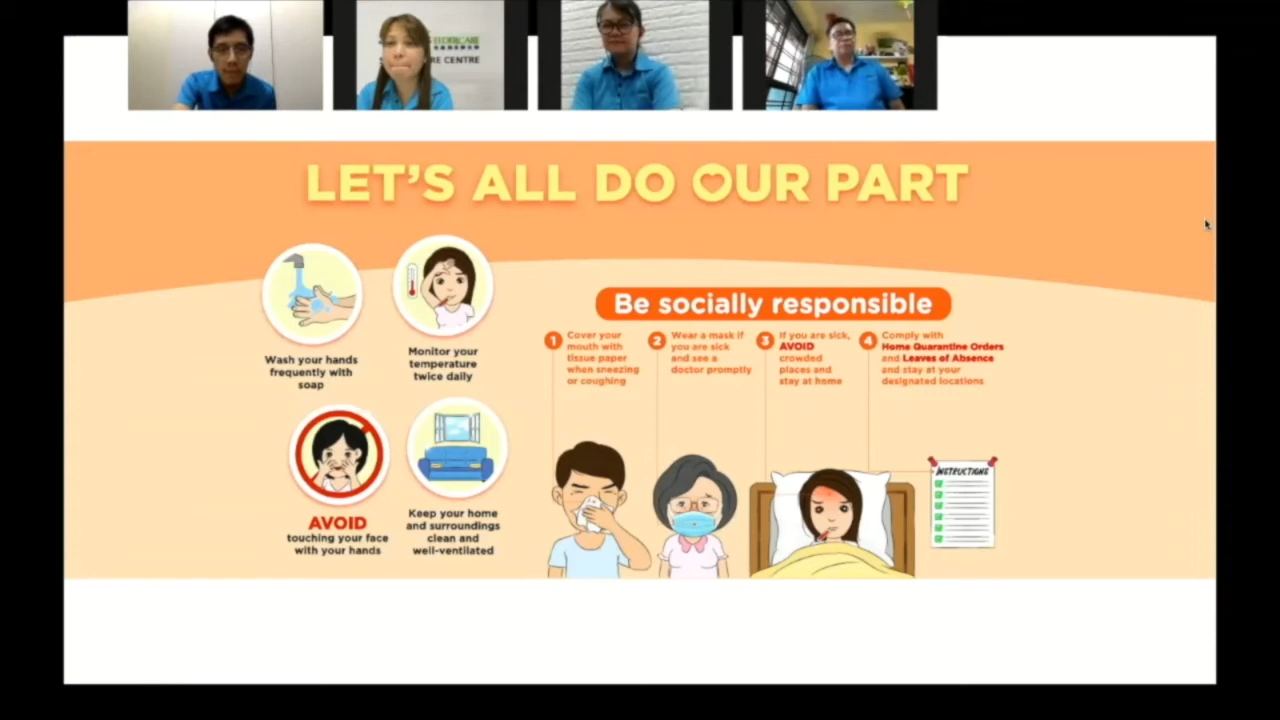 ELDERCARE
RE CENTRE
LET'S ALL DO OUR PART
Wash your hands
frequently with
soap
Monitor your
temperature
twice daily
AVOID
touching your face
with your hands
Keep your home
and surroundings
clean and
well-ventilated
Be socially responsible
1
Cover your
mouth with
tissue paper
when sneezing
or coughing
2
Wear a mask if
you are sick
and see a
doctor promptly
3
If you are sick,
AVOID
crowded
places and
stay at home
4
Comply with
Home Quarantine Orders
and Leaves of Absence
and stay at your
designated locations
INSTRUCTIONS